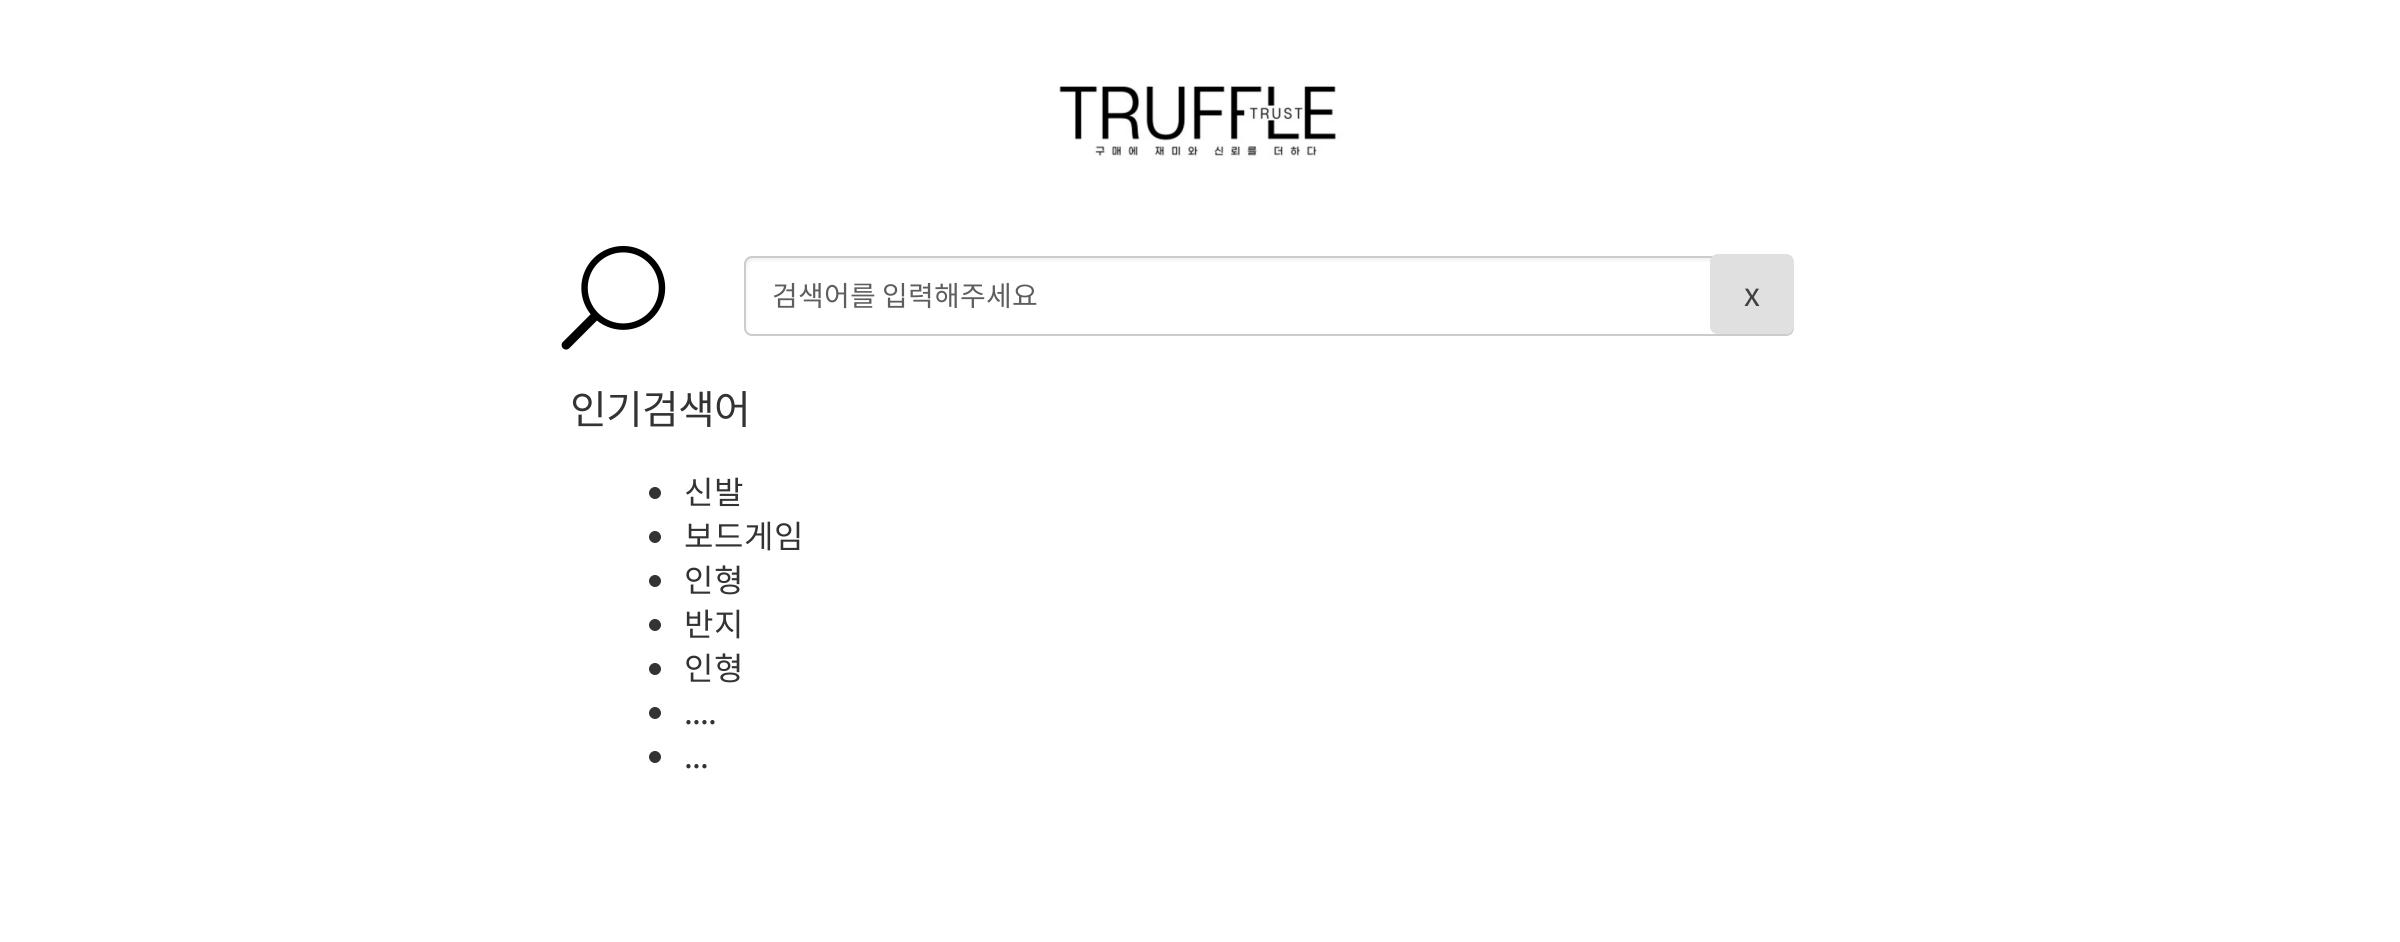 TRUFFLE
TRUST
구매에 재미와 신뢰를 더하다
검색어를 입력해주세요
X
인기검색어
신발
보드게임
인형
반지
인형
....
...